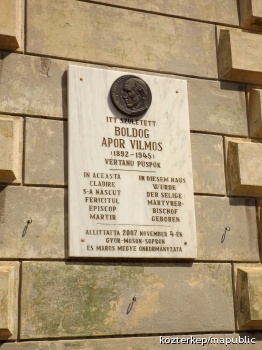 ITT SZÜLETETT
BOLDOG
APOR VILMOS
(1892-1945)
VÉRTANÚ PÜSPÖK
IN ACEASTĂ
CLĂDIRE
S-A NĂSCUT
FERICITUL
EPISCOP
MARTIR
IN DIESEM HAUS
WURDE
DER SELIGE
MÄRTYRER-
BISCHOF
GEBOREN
ÁLLÍTTATTA 2007 NOVEMBER 4-ÉN
GYŐR-MOSON-SOPRON
ÉS MAROS MEGYE ÖNKORMÁNYZATA
kozterkep/mapublic